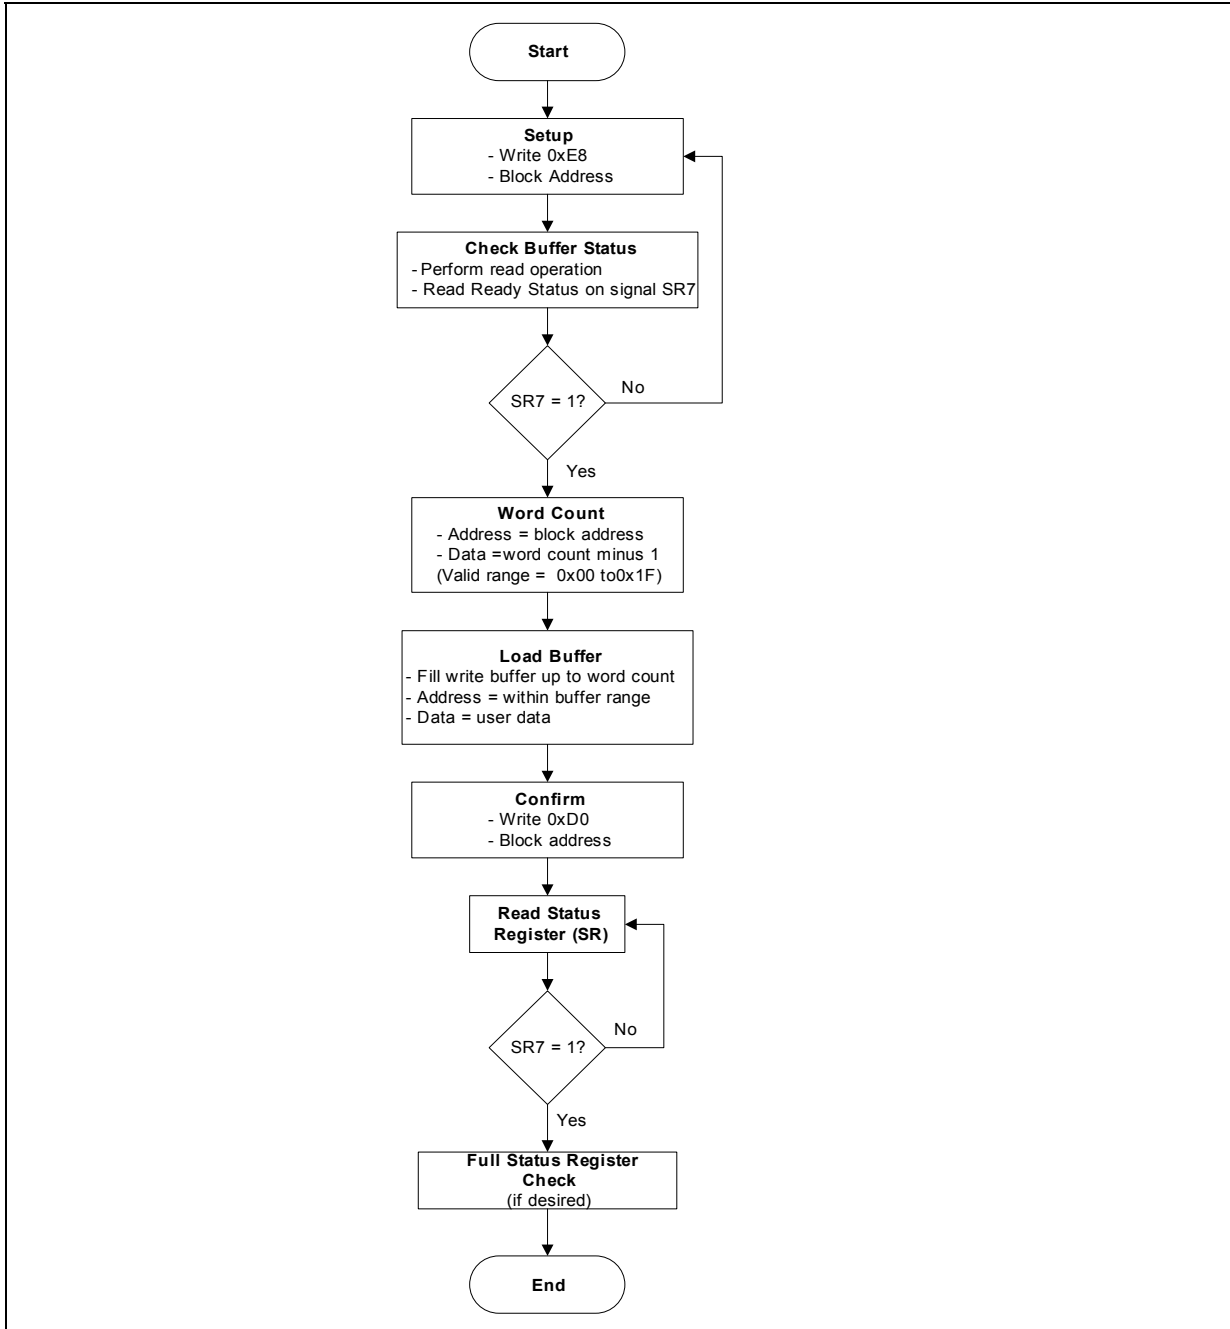 Start
Setup
- Write 0xE8
- Block Address
Check Buffer Status
- Perform read operation
- Read Ready Status on signal SR7
SR7 = 1?
No
Yes
Word Count
- Address = block address
- Data =word count minus 1
(Valid range = 0x00 to0x1F)
Load Buffer
- Fill write buffer up to word count
- Address = within buffer range
- Data = user data
Confirm
- Write 0xD0
- Block address
Read Status
Register (SR)
SR7 = 1?
No
Yes
Full Status Register
Check
(if desired)
End